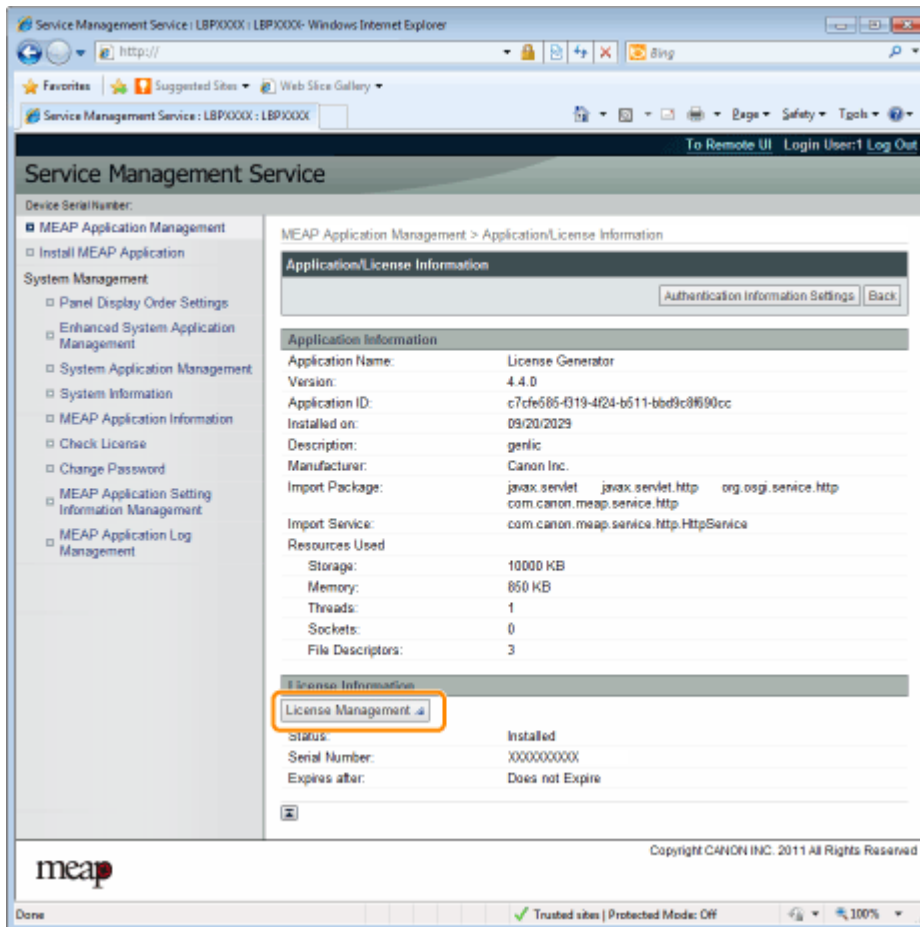 Service Management Service : LBPXXXX : LBPXXXX- Windows Internet Explorer
http://
Bing
Favorites Suggested Sites Web Slice Gallery
Service Management Service : LBPXXXX : LBPXXXX
Page Safety Tools
To Remote UI Login User:1 Log Out
Service Management Service
Device Serial Number:
MEAP Application Management
Install MEAP Application
System Management
Panel Display Order Settings
Enhanced System Application
Management
System Application Management
System Information
MEAP Application Information
Check License
Change Password
MEAP Application Setting
Information Management
MEAP Application Log
Management
MEAP Application Management > Application/License Information
Application/License Information
Authentication Information Settings Back
Application Information
Application Name: License Generator
Version: 4.4.0
Application ID: c7cfe585-f319-4f24-b511-bbd9c8f690cc
Installed on: 09/20/2029
Description: genlic
Manufacturer: Canon Inc.
Import Package: javax.servlet javax.servlet.http org.osgi.service.http
com.canon.meap.service.http
Import Service: com.canon.meap.service.http.HttpService
Resources Used
Storage: 10000 KB
Memory: 850 KB
Threads: 1
Sockets: 0
File Descriptors: 3
License Information
License Management
Status: Installed
Serial Number: XXXXXXXXXX
Expires after: Does not Expire
Copyright CANON INC. 2011 All Rights Reserved
meap
Done Trusted sites | Protected Mode: Off 100%